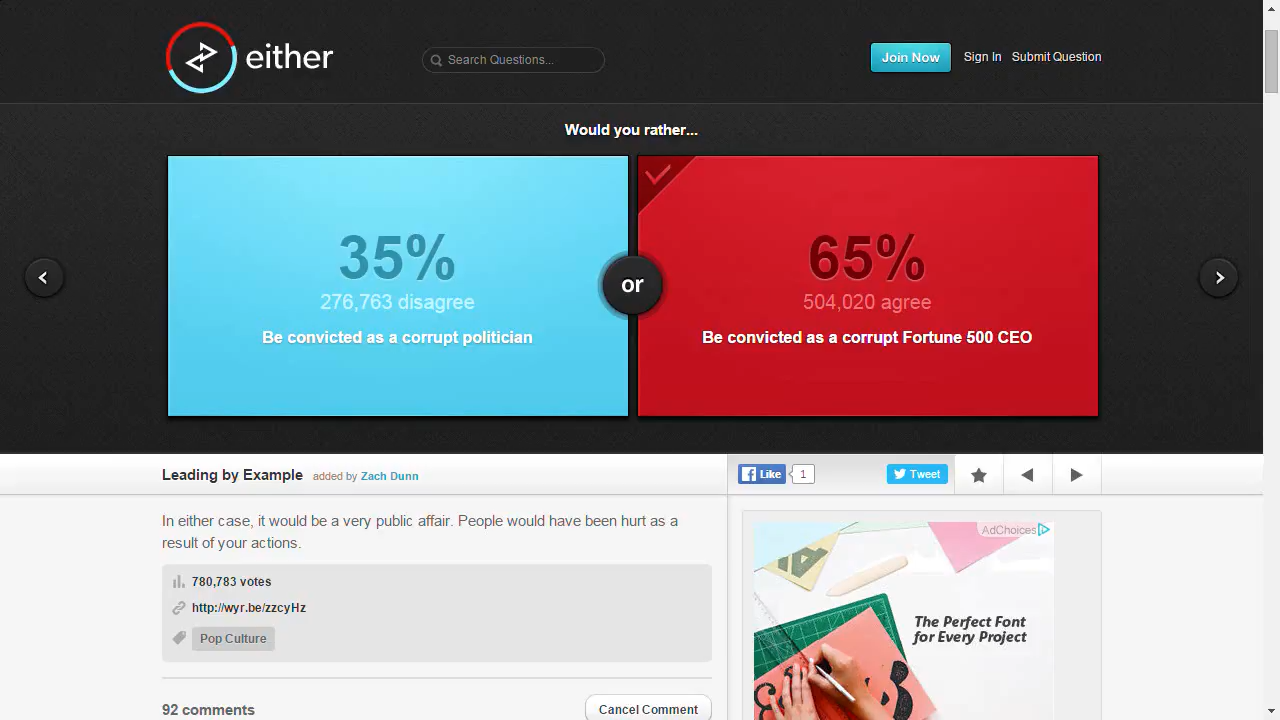 either
Search Questions...
Join Now
Sign In
Submit Question
Would you rather...
35%
276,763 disagree
Be convicted as a corrupt politician
or
65%
504,020 agree
Be convicted as a corrupt Fortune 500 CEO
Leading by Example added by Zach Dunn
Like 1
Tweet
In either case, it would be a very public affair. People would have been hurt as a
result of your actions.
780,783 votes
http://wyr.be/zzcyHz
Pop Culture
92 comments
Cancel Comment
AdChoices
The Perfect Font
for Every Project